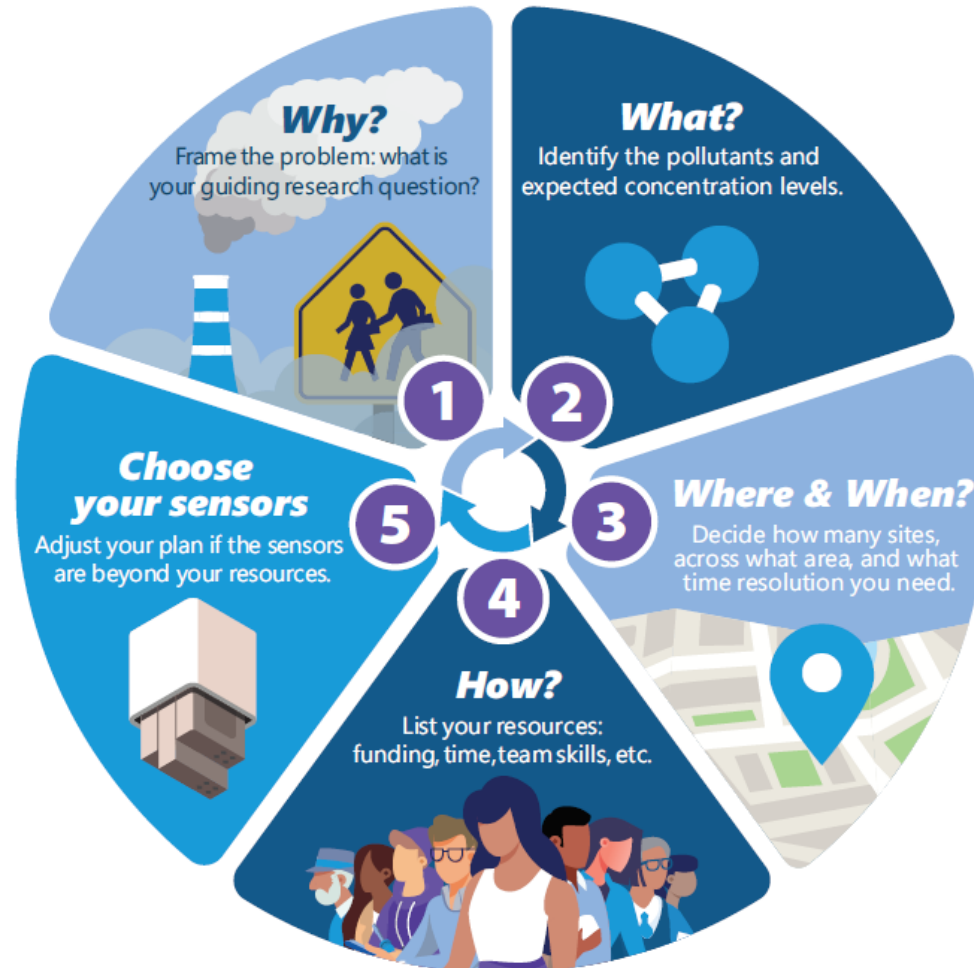 1
Why?
Frame the problem: what is
your guiding research question?
2
What?
Identify the pollutants and
expected concentration levels.
3
Where & When?
Decide how many sites,
across what area, and what
time resolution you need.
4
How?
List your resources:
funding, time, team skills, etc.
5
Choose
your sensors
Adjust your plan if the sensors
are beyond your resources.